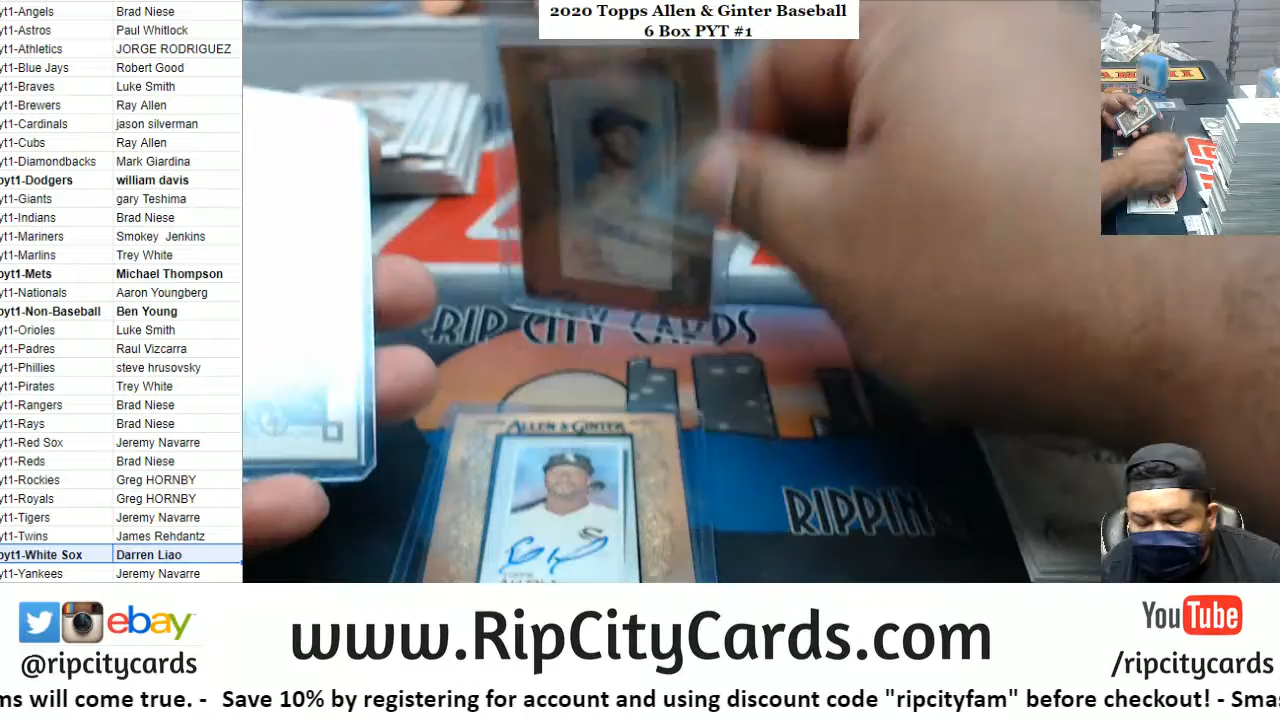 2020 Topps Allen & Ginter Baseball
6 Box PYT #1
yt1-Angels Brad Niese
yt1-Astros Paul Whitlock
yt1-Athletics JORGE RODRIGUEZ
yt1-Blue Jays Robert Good
yt1-Braves Luke Smith
yt1-Brewers Ray Allen
yt1-Cardinals jason silverman
yt1-Cubs Ray Allen
yt1-Diamondbacks Mark Giardina
pyt1-Dodgers william davis
yt1-Giants gary Teshima
yt1-Indians Brad Niese
yt1-Mariners Smokey Jenkins
yt1-Marlins Trey White
pyt1-Mets Michael Thompson
yt1-Nationals Aaron Youngberg
pyt1-Non-Baseball Ben Young
yt1-Orioles Luke Smith
yt1-Padres Raul Vizcarra
yt1-Phillies steve hrusovsky
yt1-Pirates Trey White
yt1-Rangers Brad Niese
yt1-Rays Brad Niese
yt1-Red Sox Jeremy Navarre
yt1-Reds Brad Niese
yt1-Rockies Greg HORNBY
yt1-Royals Greg HORNBY
yt1-Tigers Jeremy Navarre
yt1-Twins James Rehdantz
pyt1-White Sox Darren Liao
yt1-Yankees Jeremy Navarre
RIP CITY CARDS
ALLEN & GINTER
RIPPIN
ebay
@ripcitycards
www.RipCityCards.com
YouTube
/ripcitycards
ms will come true. - Save 10% by registering for account and using discount code "ripcityfam" before checkout! - Smas